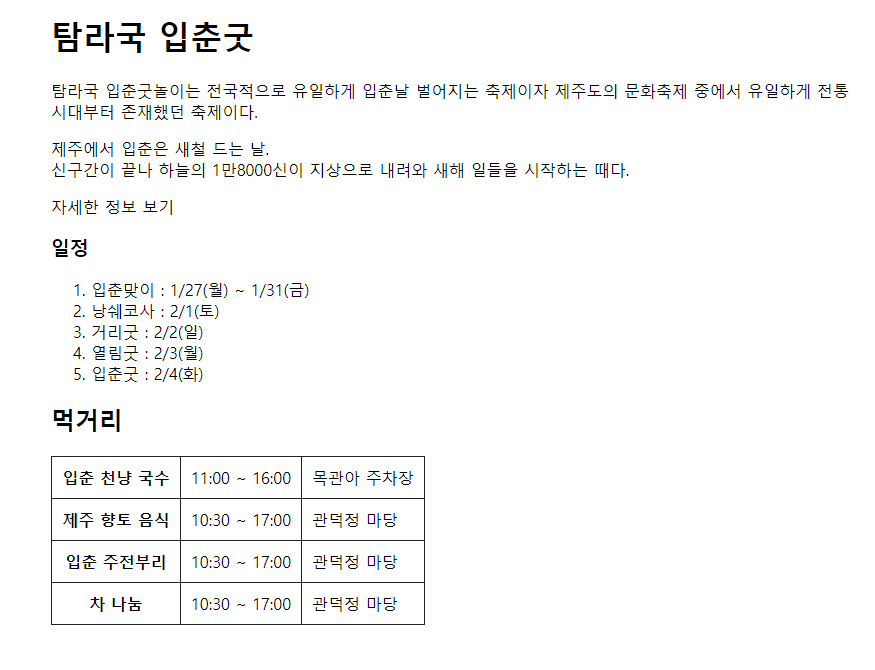 탐라국 입춘굿
탐라국 입춘굿놀이는 전국적으로 유일하게 입춘날 벌어지는 축제이자 제주도의 문화축제 중에서 유일하게 전통
시대부터 존재했던 축제이다.
제주에서 입춘은 새철 드는 날.
신구간이 끝나 하늘의 1만8000신이 지상으로 내려와 새해 일들을 시작하는 때다.
자세한 정보 보기
일정
1. 입춘맞이 : 1/27(월) ~ 1/31(금)
2. 낭쉐코사 : 2/1(토)
3. 거리굿 : 2/2(일)
4. 열림굿 : 2/3(월)
5. 입춘굿 : 2/4(화)
먹거리
입춘 천냥 국수 11:00 ~ 16:00 목관아 주차장
제주 향토 음식 10:30 ~ 17:00 관덕정 마당
입춘 주전부리 10:30 ~ 17:00 관덕정 마당
차 나눔 10:30 ~ 17:00 관덕정 마당